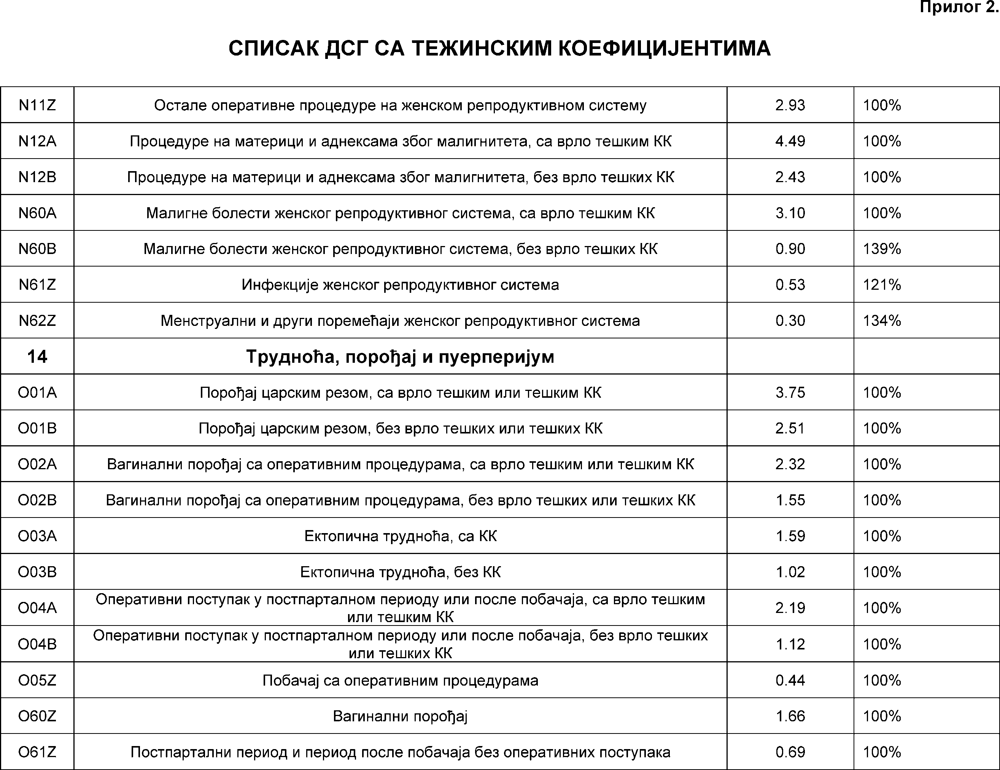 Прилог 2.
СПИСАК ДСГ СА ТЕЖИНСКИМ КОЕФИЦИЈЕНТИМА
N11Z Остале оперативне процедуре на женском репродуктивном систему 2.93 100%
N12A Процедуре на материци и аднексама због малигнитета, са врло тешким КК 4.49 100%
N12B Процедуре на материци и аднексама због малигнитета, без врло тешких КК 2.43 100%
N60A Малигне болести женског репродуктивног система, са врло тешким КК 3.10 100%
N60B Малигне болести женског репродуктивног система, без врло тешких КК 0.90 139%
N61Z Инфекције женског репродуктивног система 0.53 121%
N62Z Менструални и други поремећаји женског репродуктивног система 0.30 134%
14 Трудноћа, порођај и пуерперијум
O01A Порођај царским резом, са врло тешким или тешким КК 3.75 100%
O01B Порођај царским резом, без врло тешких или тешких КК 2.51 100%
O02A Вагинални порођај са оперативним процедурама, са врло тешким или тешким КК 2.32 100%
O02B Вагинални порођај са оперативним процедурама, без врло тешких или тешких КК 1.55 100%
O03A Ектопична трудноћа, са КК 1.59 100%
O03B Ектопична трудноћа, без КК 1.02 100%
O04A Оперативни поступак у постпарталном периоду или после побачаја, са врло тешким
или тешким КК 2.19 100%
O04B Оперативни поступак у постпарталном периоду или после побачаја, без врло тешких
или тешких КК 1.12 100%
O05Z Побачај са оперативним процедурама 0.44 100%
O60Z Вагинални порођај 1.66 100%
O61Z Постпартални период и период после побачаја без оперативних поступака 0.69 100%